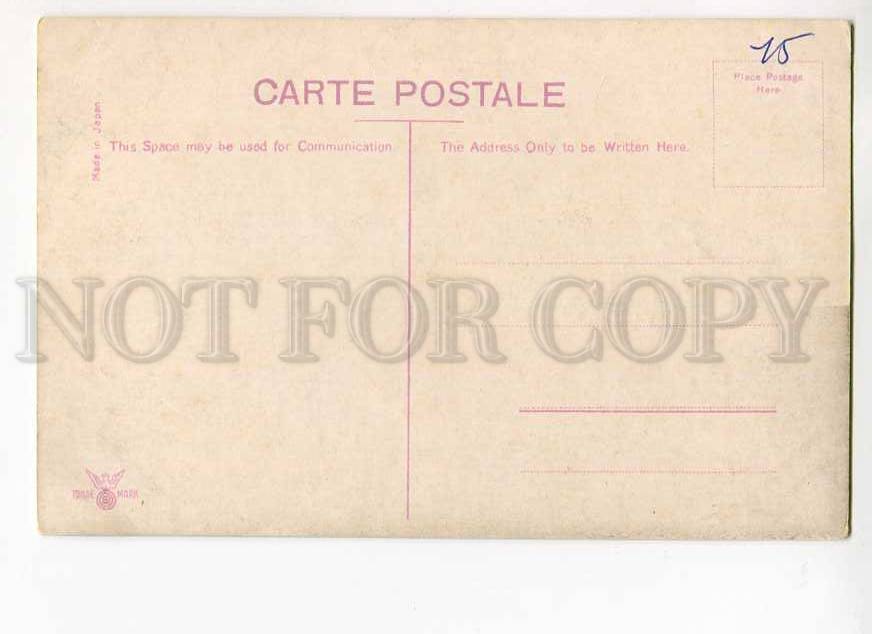 15
Place Postage
Here
CARTE POSTALE
Made in Japan.
This Space may be used for Communication
The Address Only to be Written Here.
NOT FOR COPY
TRADE MARK